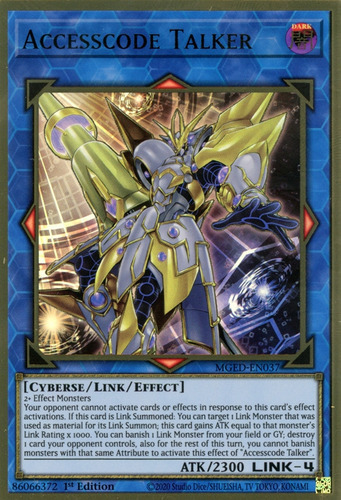 ACCESSCODE TALKER
DARK
MGED-EN037
[CYBERSE/LINK/EFFECT]
2+ Effect Monsters
Your opponent cannot activate cards or effects in response to this card's effect
activations. If this card is Link Summoned: You can target 1 Link Monster that was
used as material for its Link Summon; this card gains ATK equal to that monster's
Link Rating x 1000. You can banish 1 Link Monster from your field or GY; destroy
1 card your opponent controls, also for the rest of this turn, you cannot banish
monsters with that same Attribute to activate this effect of "Accesscode Talker".
ATK/2300 LINK-4
86066372 1st Edition ©2020 Studio Dice/SHUEISHA, TV TOKYO, KONAMI